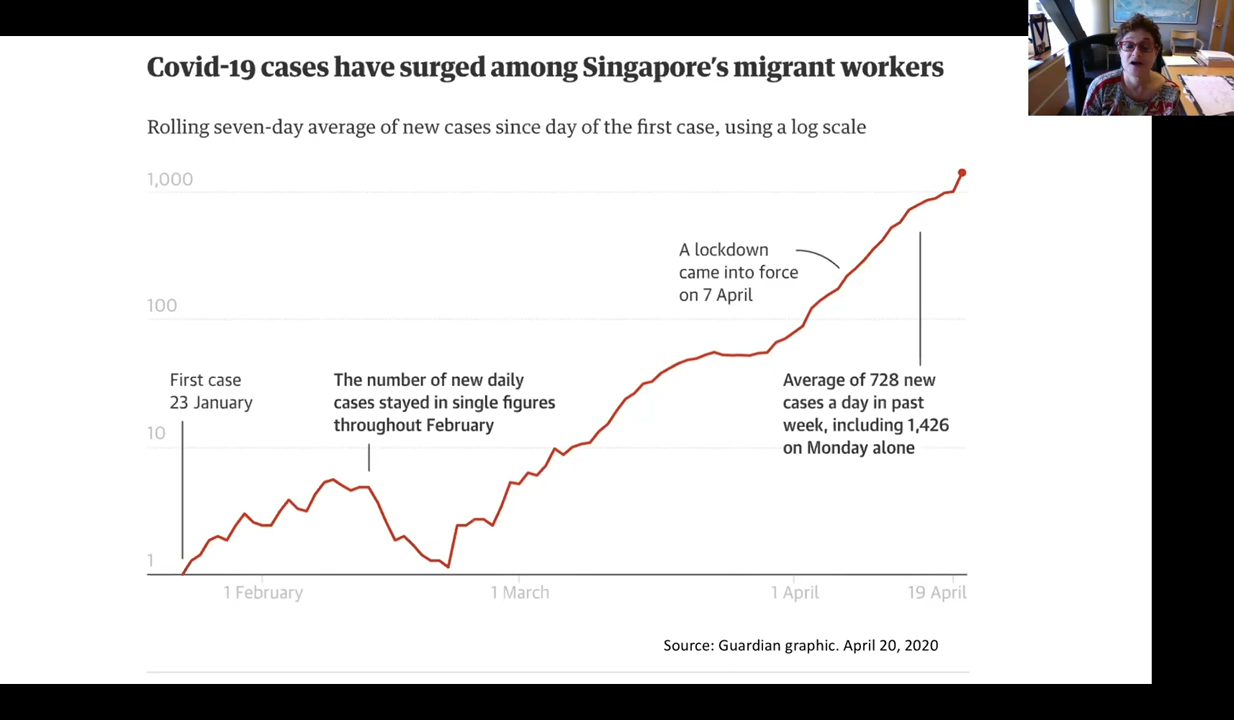 Covid-19 cases have surged among Singapore's migrant workers
Rolling seven-day average of new cases since day of the first case, using a log scale
1,000
A lockdown
came into force
on 7 April
100
First case
23 January
The number of new daily
cases stayed in single figures
throughout February
Average of 728 new
cases a day in past
week, including 1,426
on Monday alone
10
1
1 February
1 March
1 April
19 April
Source: Guardian graphic. April 20, 2020